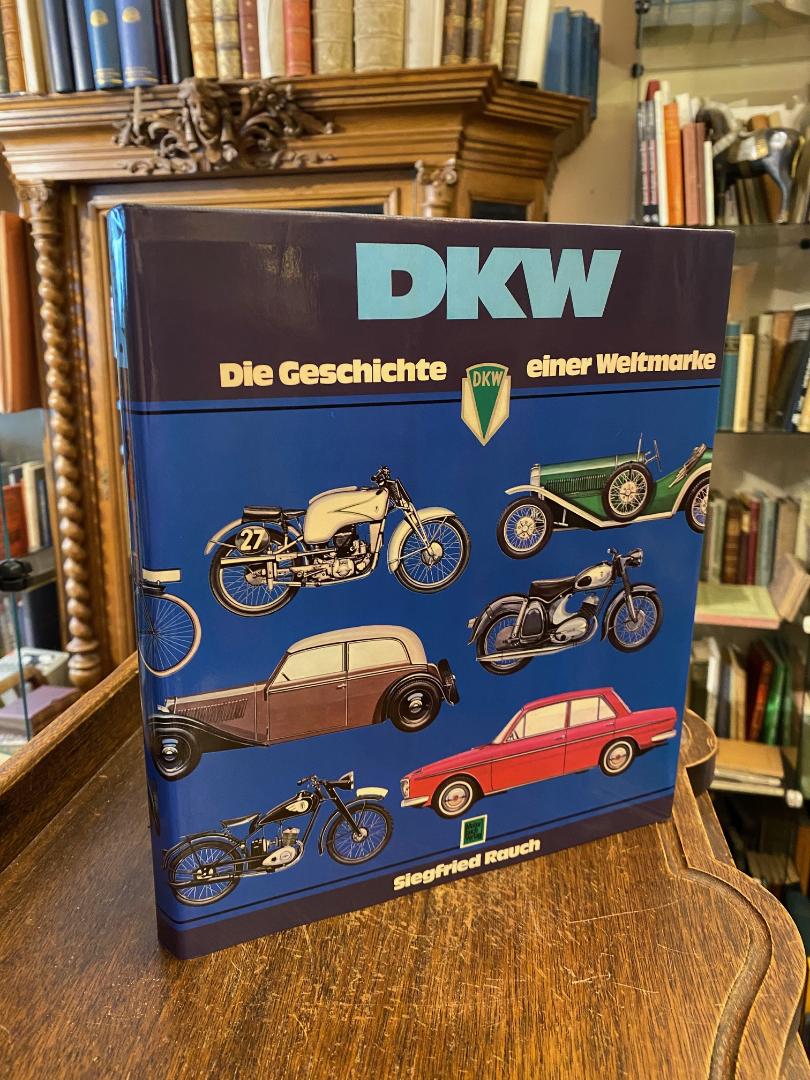 DKW
Die Geschichte einer Weltmarke
DKW
27
Siegfried Rauch